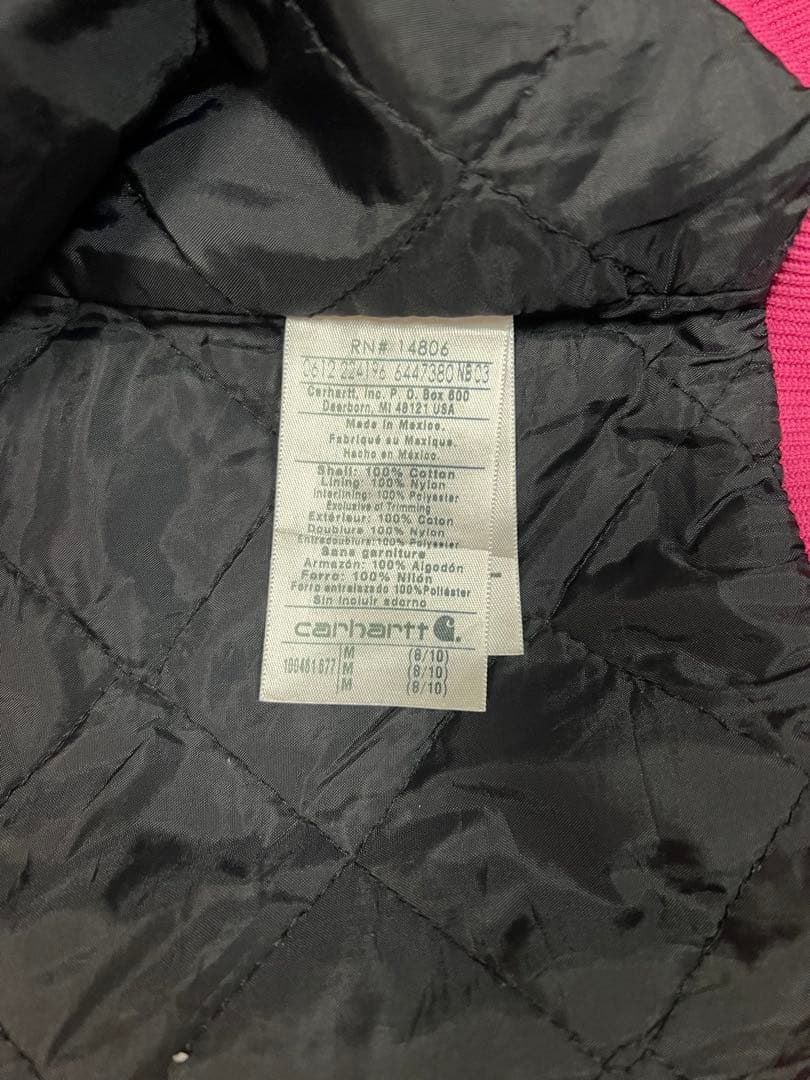 RN# 14806
0612 224196 6447380 NB 03
Carhartt, Inc. P. O. Box 600
Dearborn, MI 48121 USA
Made in Mexico.
Fabriqué au Mexique.
Hecho en México.
Shell: 100% Cotton
Lining: 100% Nylon
Interlining: 100% Polyester
Exclusive of Trimming
Extérieur: 100% Coton
Doublure: 100% Nylon
Entredoublure:100% Polyester
Sans garniture
Armazón: 100% Algodón
Forro: 100% Nilón
Forro entrelazado 100%Poliéster
Sin incluir adorno
carhartt
M (8/10)
100461 677 M (8/10)
M (8/10)